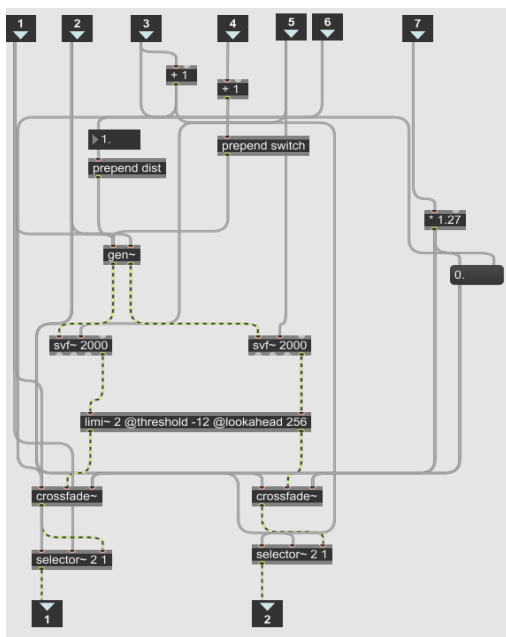 1 2 3 4 5 6 7
+ 1
+ 1
1.
prepend switch
prepend dist
* 1.27
gen~
0.
svf~ 2000 svf~ 2000
limi~ 2 @threshold -12 @lookahead 256
crossfade~ crossfade~
selector~ 2 1 selector~ 2 1
1 2